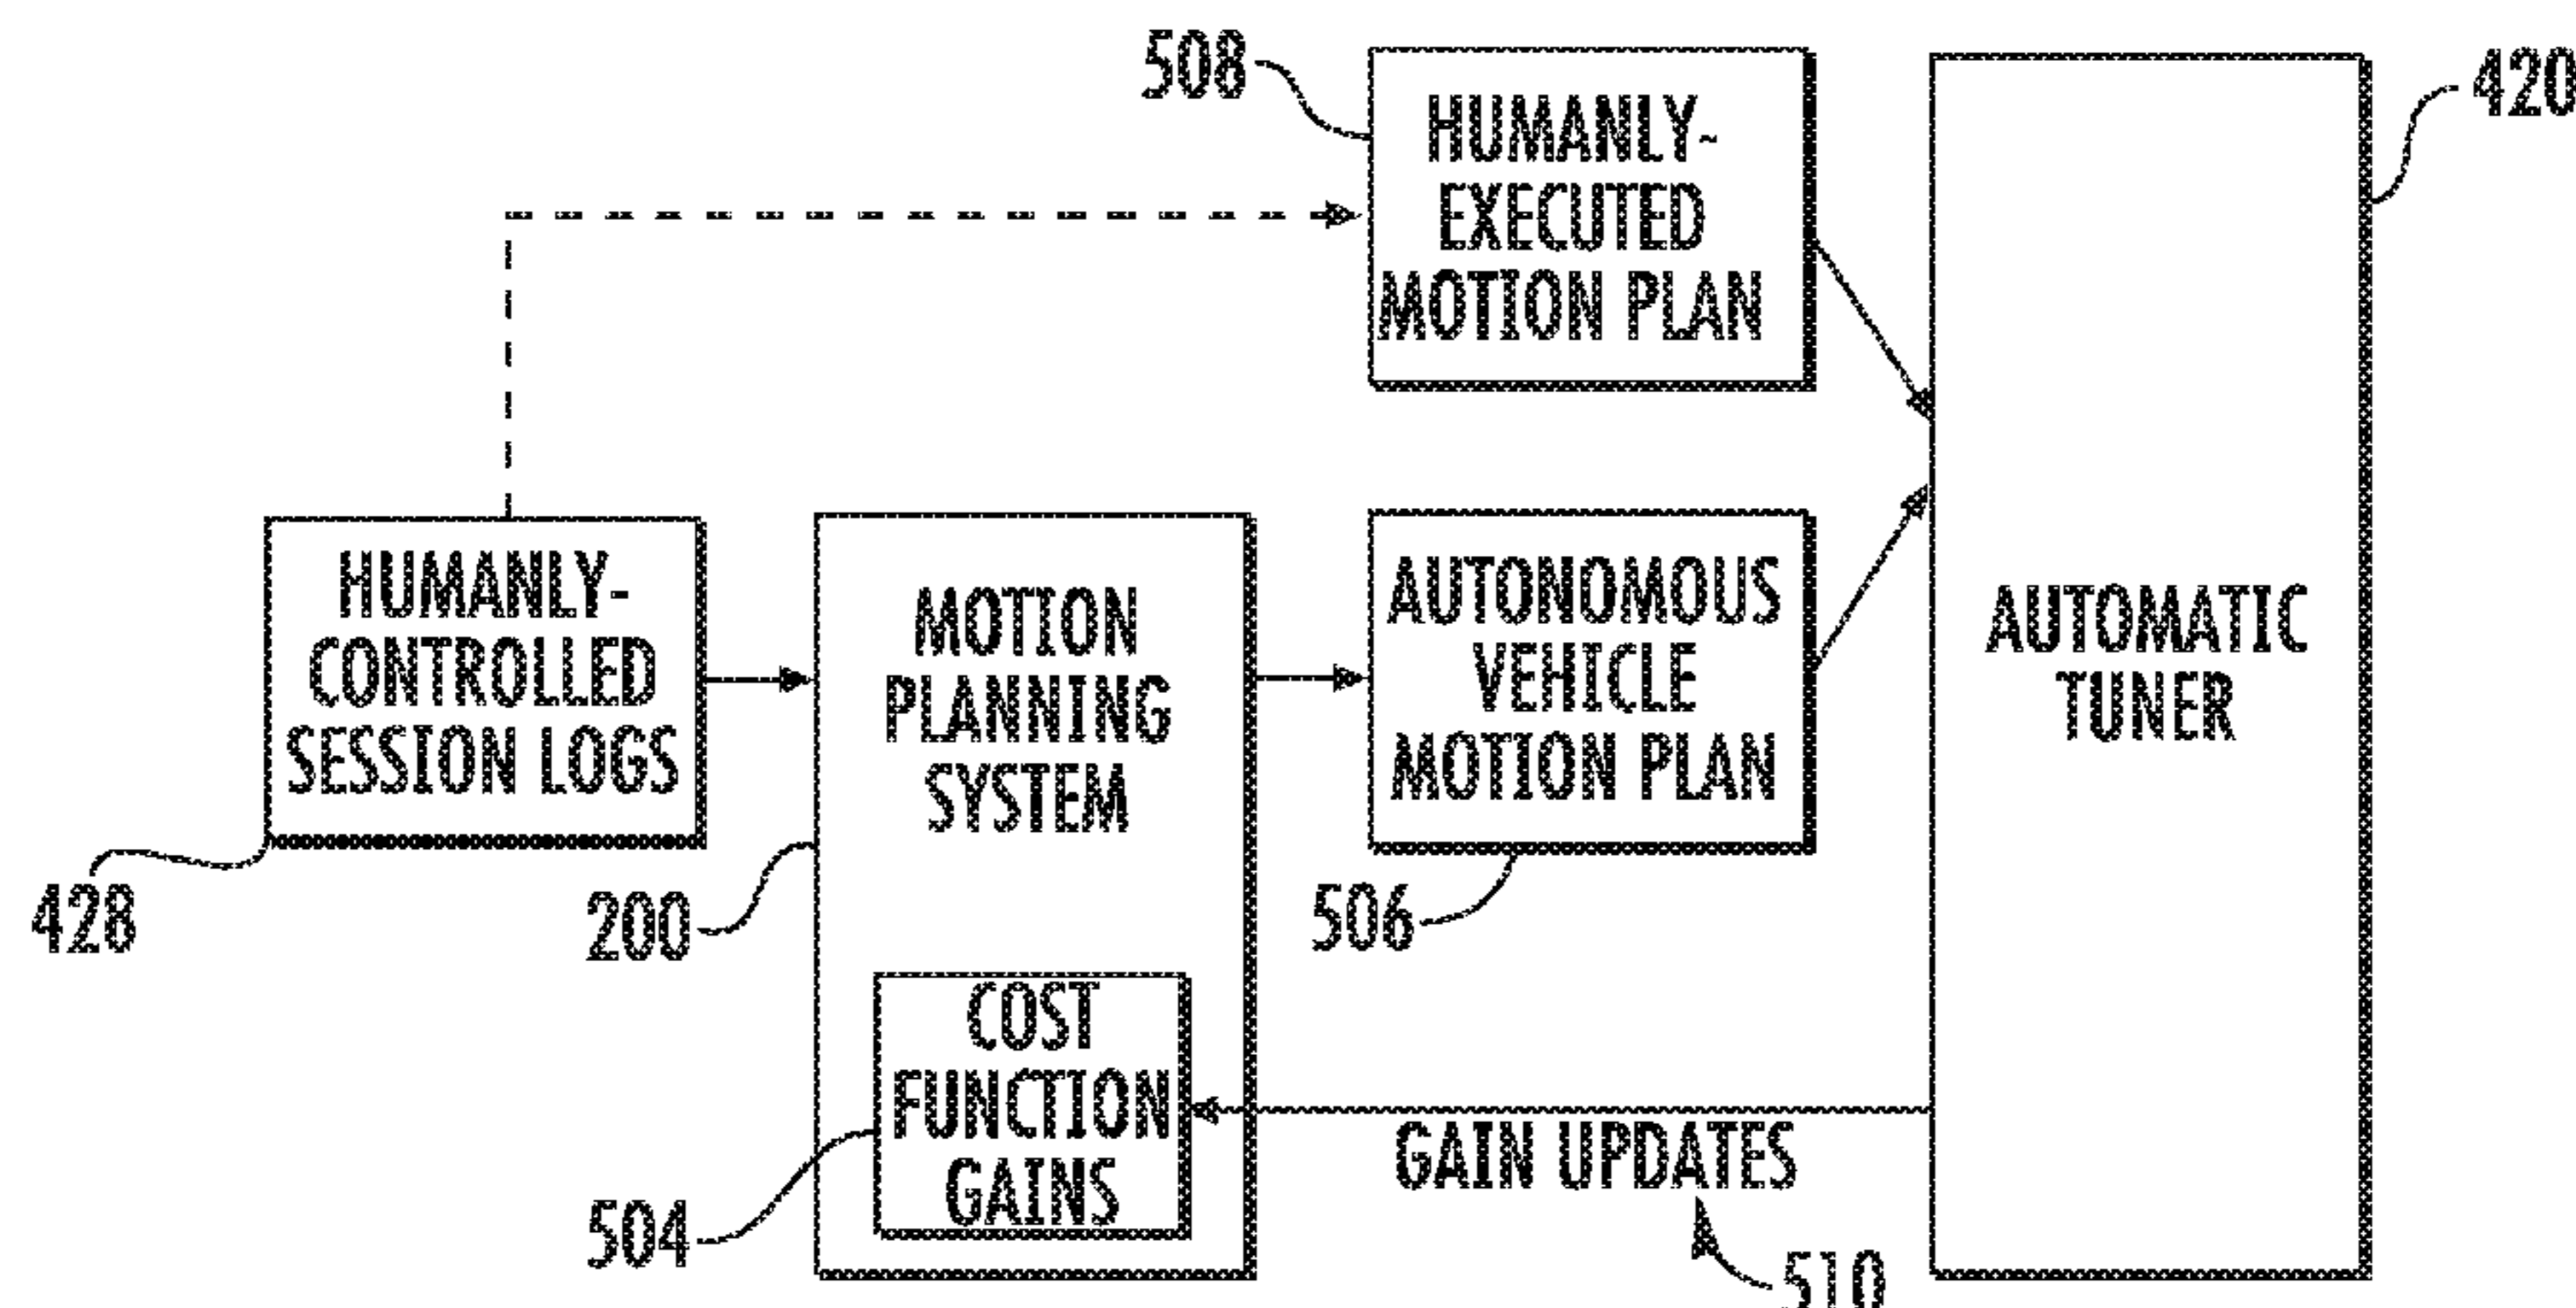 508
HUMANLY-
EXECUTED
MOTION PLAN
420
HUMANLY-
CONTROLLED
SESSION LOGS
428
MOTION
PLANNING
SYSTEM
200
AUTONOMOUS
VEHICLE
MOTION PLAN
506
AUTOMATIC
TUNER
COST
FUNCTION
GAINS
504
GAIN UPDATES
510